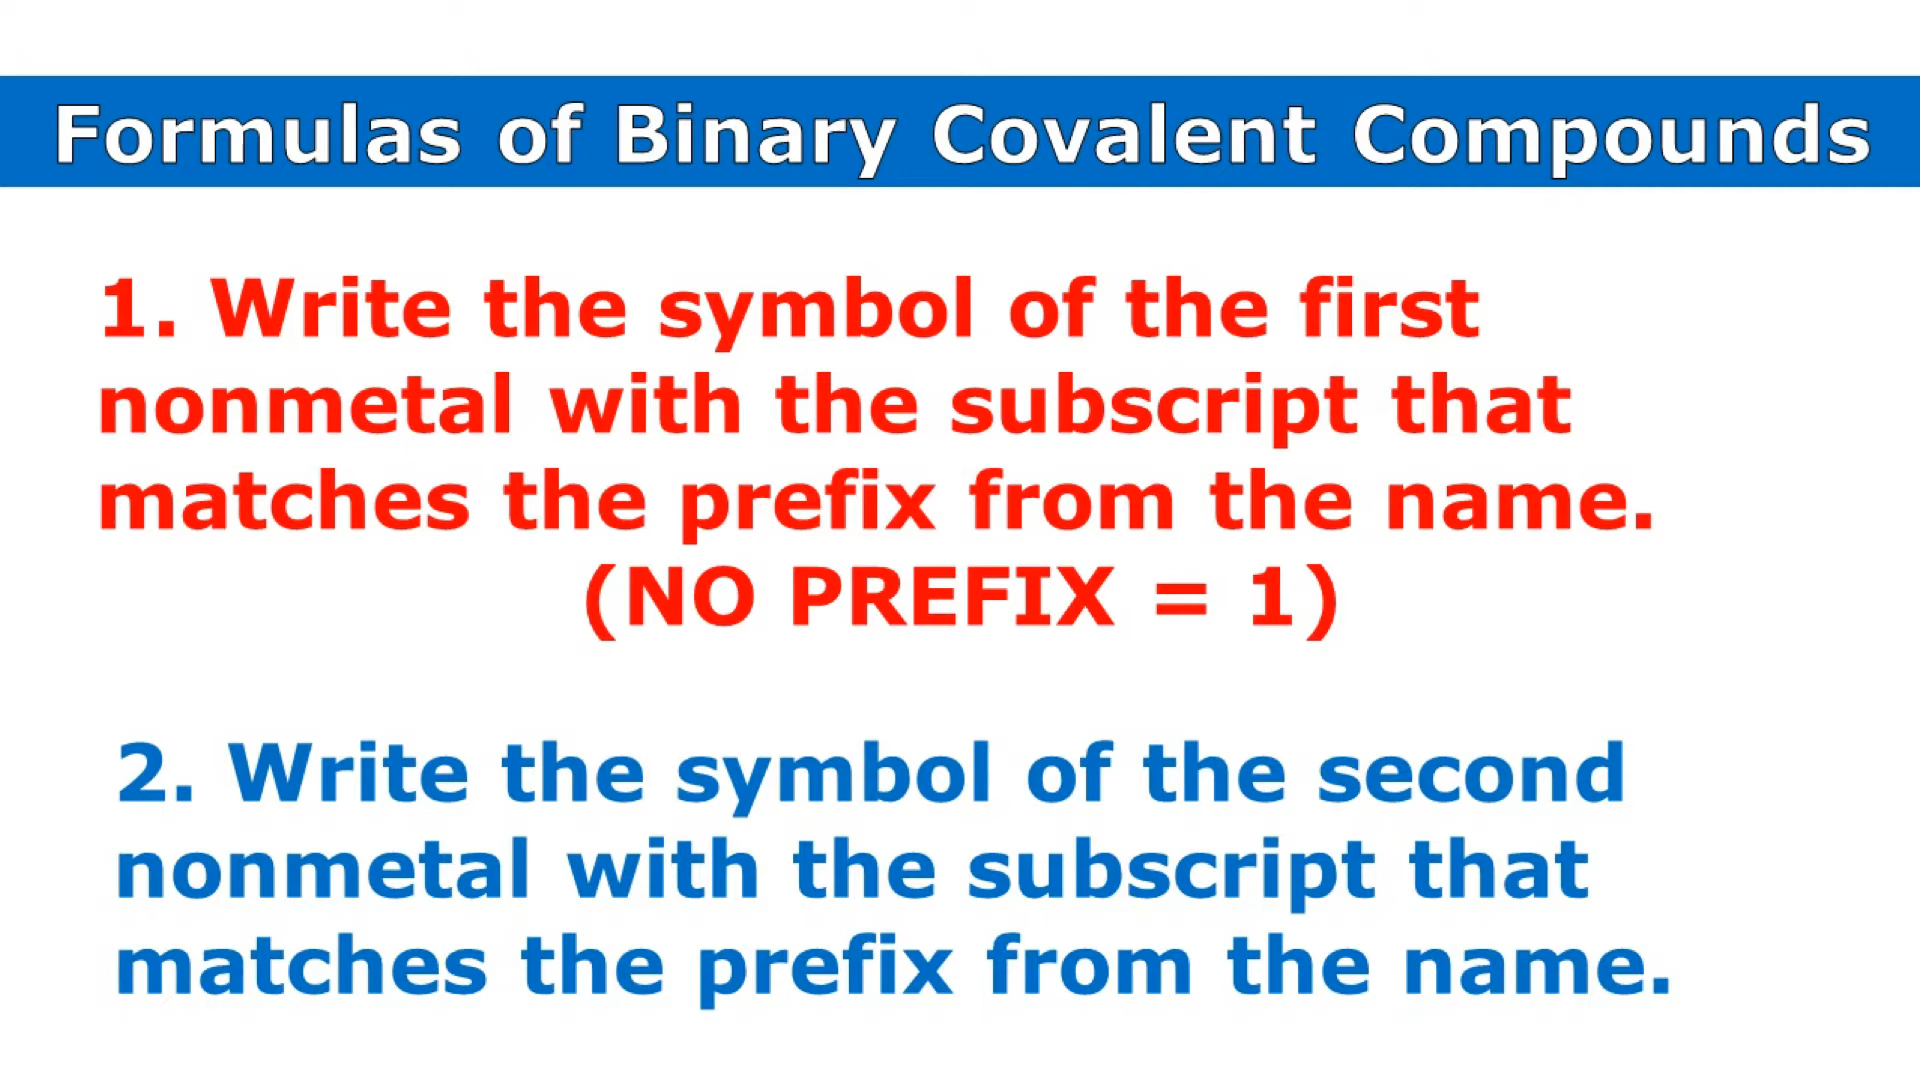 Formulas of Binary Covalent Compounds
1. Write the symbol of the first
nonmetal with the subscript that
matches the prefix from the name.
(NO PREFIX = 1)
2. Write the symbol of the second
nonmetal with the subscript that
matches the prefix from the name.